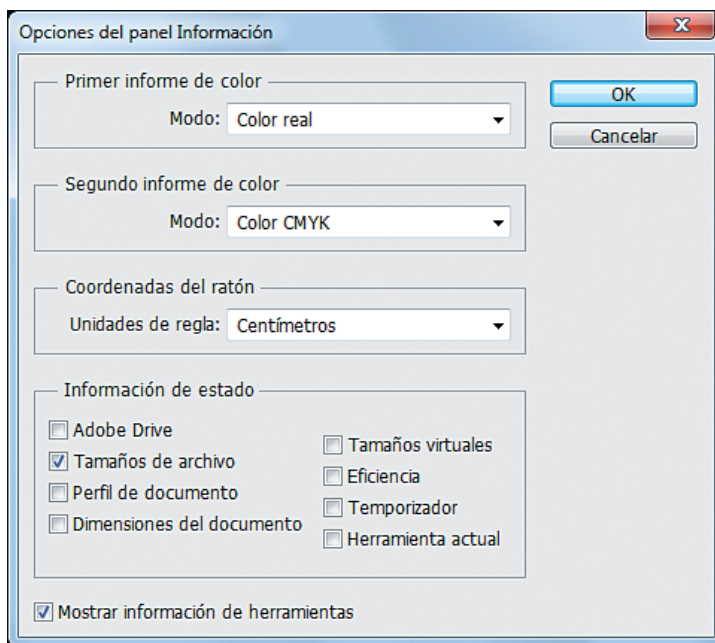 Opciones del panel Información
Primer informe de color
Modo: Color real
OK
Cancelar
Segundo informe de color
Modo: Color CMYK
Coordenadas del ratón
Unidades de regla: Centímetros
Información de estado
Adobe Drive
Tamaños de archivo
Perfil de documento
Dimensiones del documento
Tamaños virtuales
Eficiencia
Temporizador
Herramienta actual
Mostrar información de herramientas